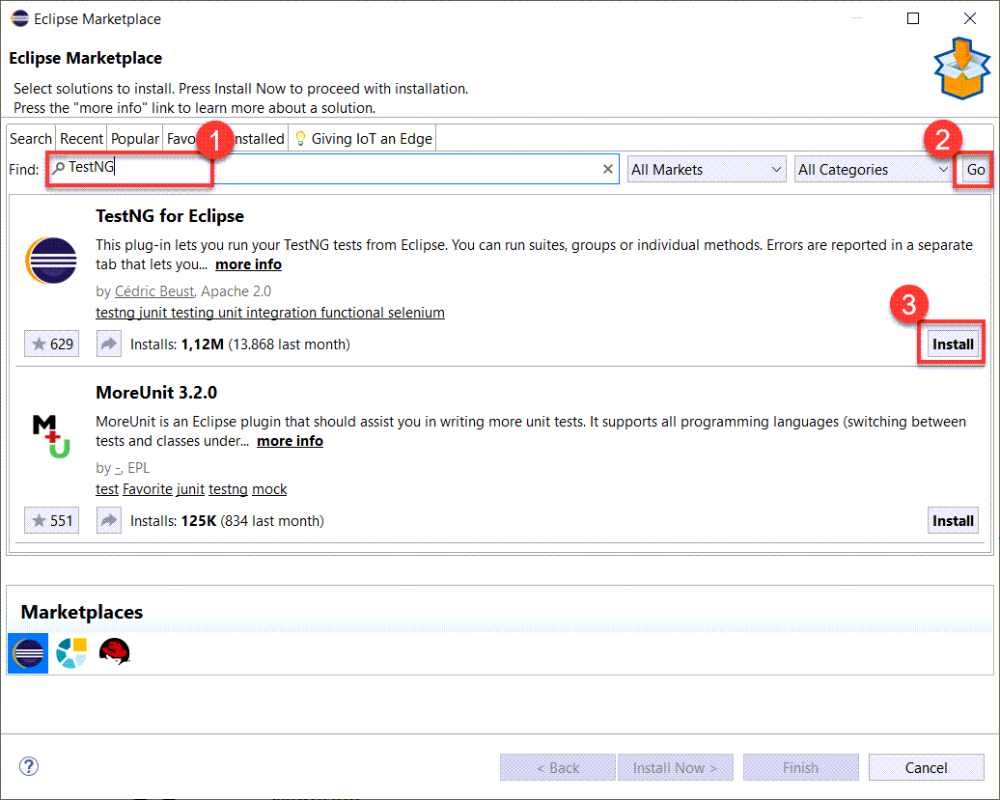 Eclipse Marketplace
Eclipse Marketplace
Select solutions to install. Press Install Now to proceed with installation.
Press the "more info" link to learn more about a solution.
Search Recent Popular Favo 1 nstalled Giving IoT an Edge
2
Find: TestNG All Markets All Categories Go
TestNG for Eclipse
This plug-in lets you run your TestNG tests from Eclipse. You can run suites, groups or individual methods. Errors are reported in a separate
tab that lets you... more info
by Cédric Beust, Apache 2.0
testng junit testing unit integration functional selenium
3
629 Installs: 1,12M (13.868 last month) Install
MoreUnit 3.2.0
MoreUnit is an Eclipse plugin that should assist you in writing more unit tests. It supports all programming languages (switching between
tests and classes under... more info
M+U
by -, EPL
test Favorite junit testng mock
551 Installs: 125K (834 last month) Install
Marketplaces
? < Back Install Now > Finish Cancel